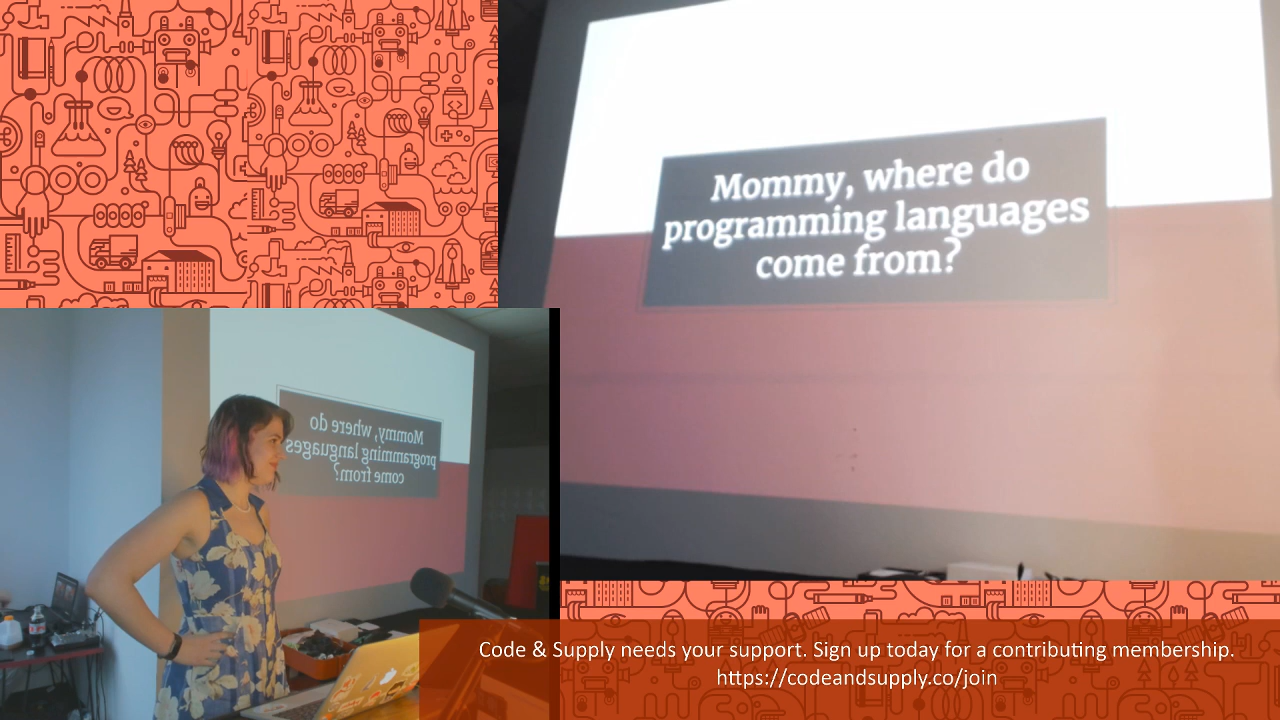 Mommy, where do
programming languages
come from?
Mommy, where do
programming languages
come from?
Code & Supply needs your support. Sign up today for a contributing membership.
https://codeandsupply.co/join